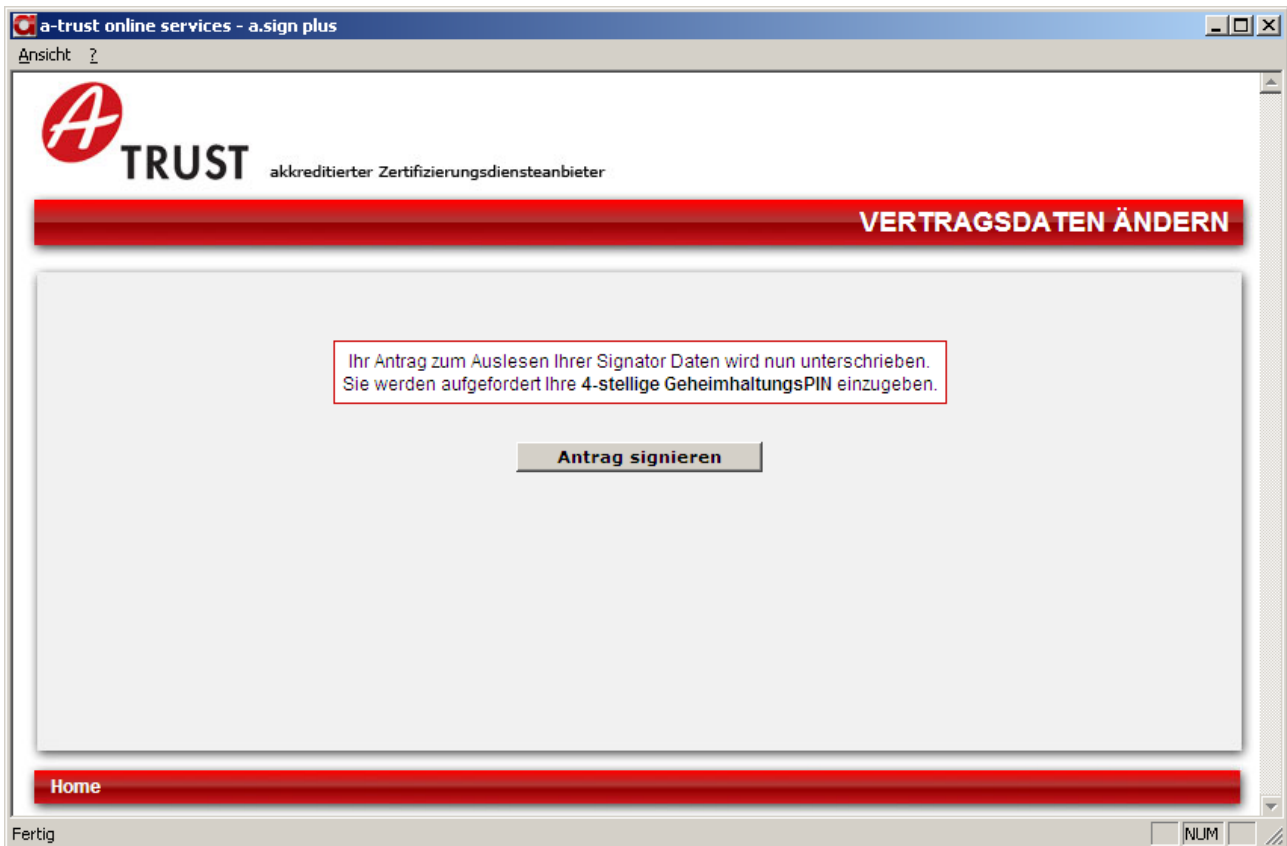 a-trust online services - a.sign plus
Ansicht ?
A
TRUST akkreditierter Zertifizierungsdiensteanbieter
VERTRAGSDATEN ÄNDERN
Ihr Antrag zum Auslesen Ihrer Signator Daten wird nun unterschrieben.
Sie werden aufgefordert Ihre 4-stellige GeheimhaltungsPIN einzugeben.
Antrag signieren
Home
Fertig NUM